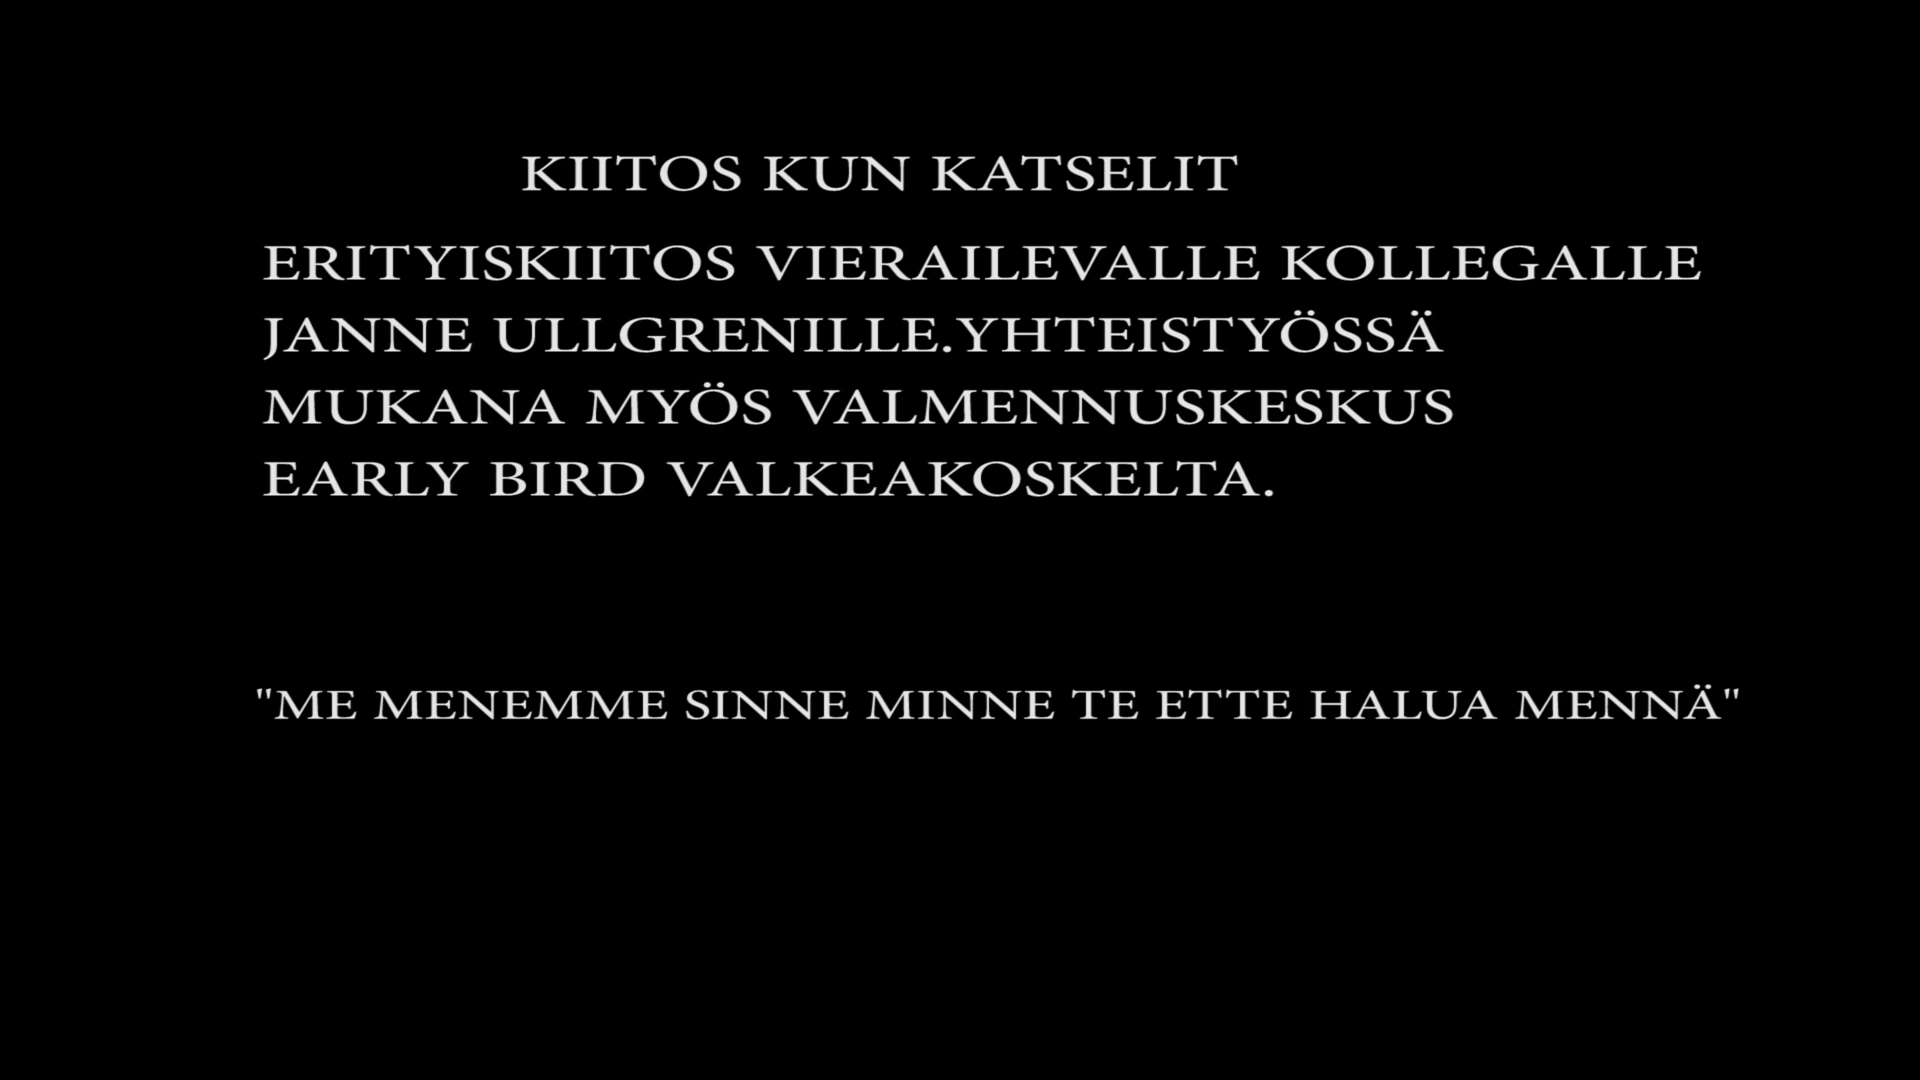 KIITOS KUN KATSELIT
ERITYISKIITOS VIERAILEVALLE KOLLEGALLE
JANNE ULLGRENILLE.YHTEISTYÖSSÄ
MUKANA MYÖS VALMENNUSKESKUS
EARLY BIRD VALKEAKOSKELTA.
"ME MENEMME SINNE MINNE TE ETTE HALUA MENNÄ"